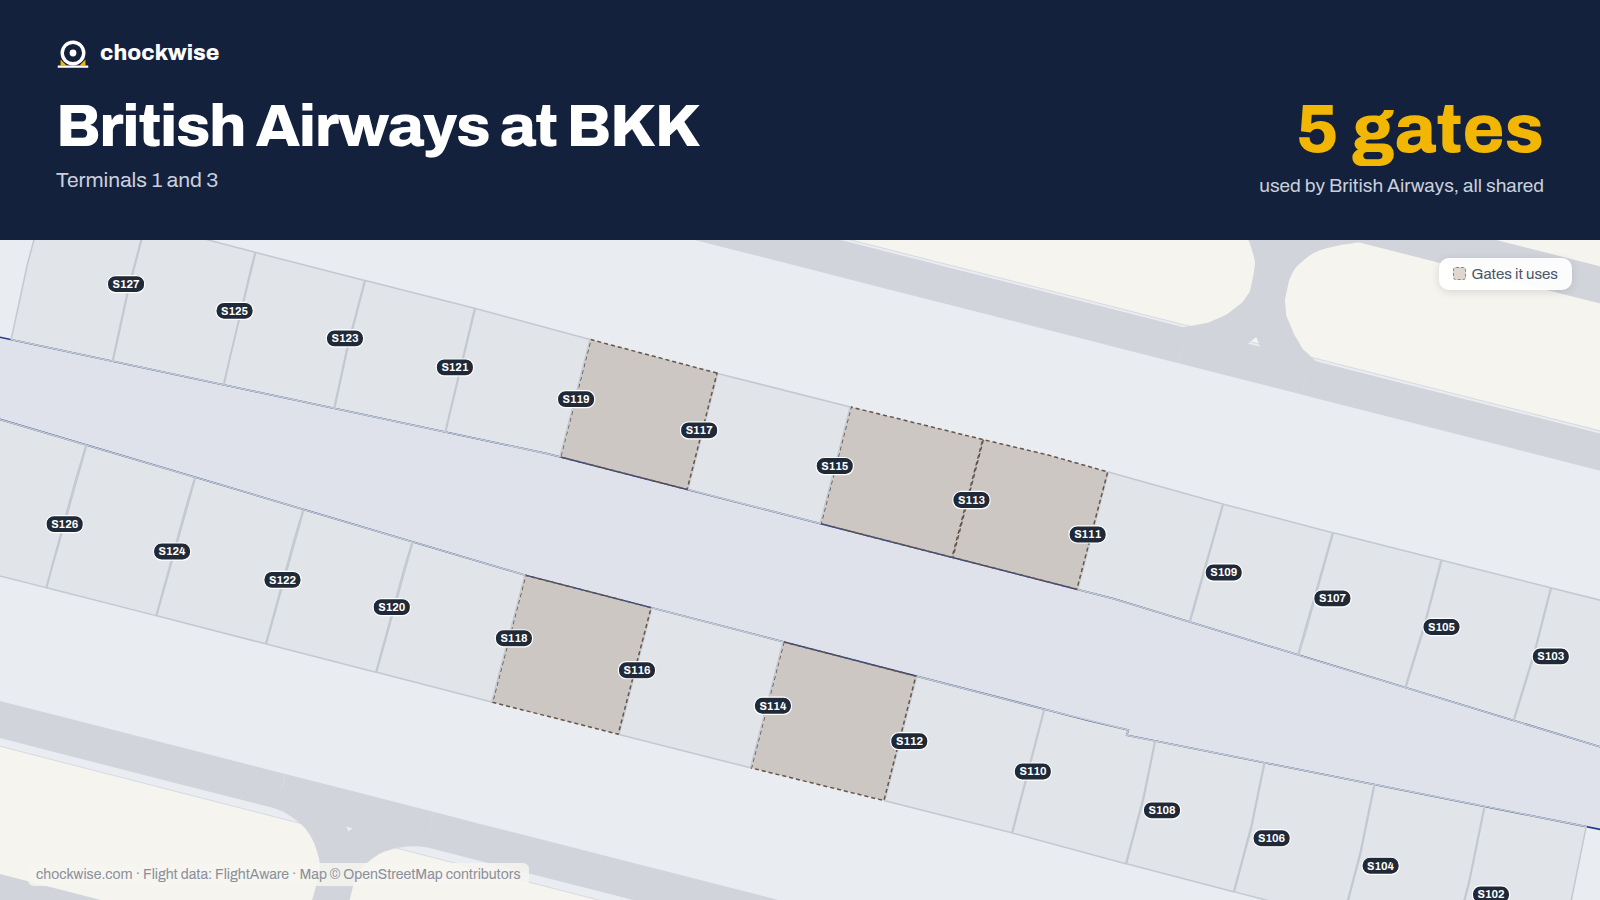 chockwise
British Airways at BKK
Terminals 1 and 3
5 gates
used by British Airways, all shared
Gates it uses
S127
S125
S123
S121
S119
S117
S115
S113
S111
S109
S107
S105
S103
S126
S124
S122
S120
S118
S116
S114
S112
S110
S108
S106
S104
S102
chockwise.com · Flight data: FlightAware · Map © OpenStreetMap contributors